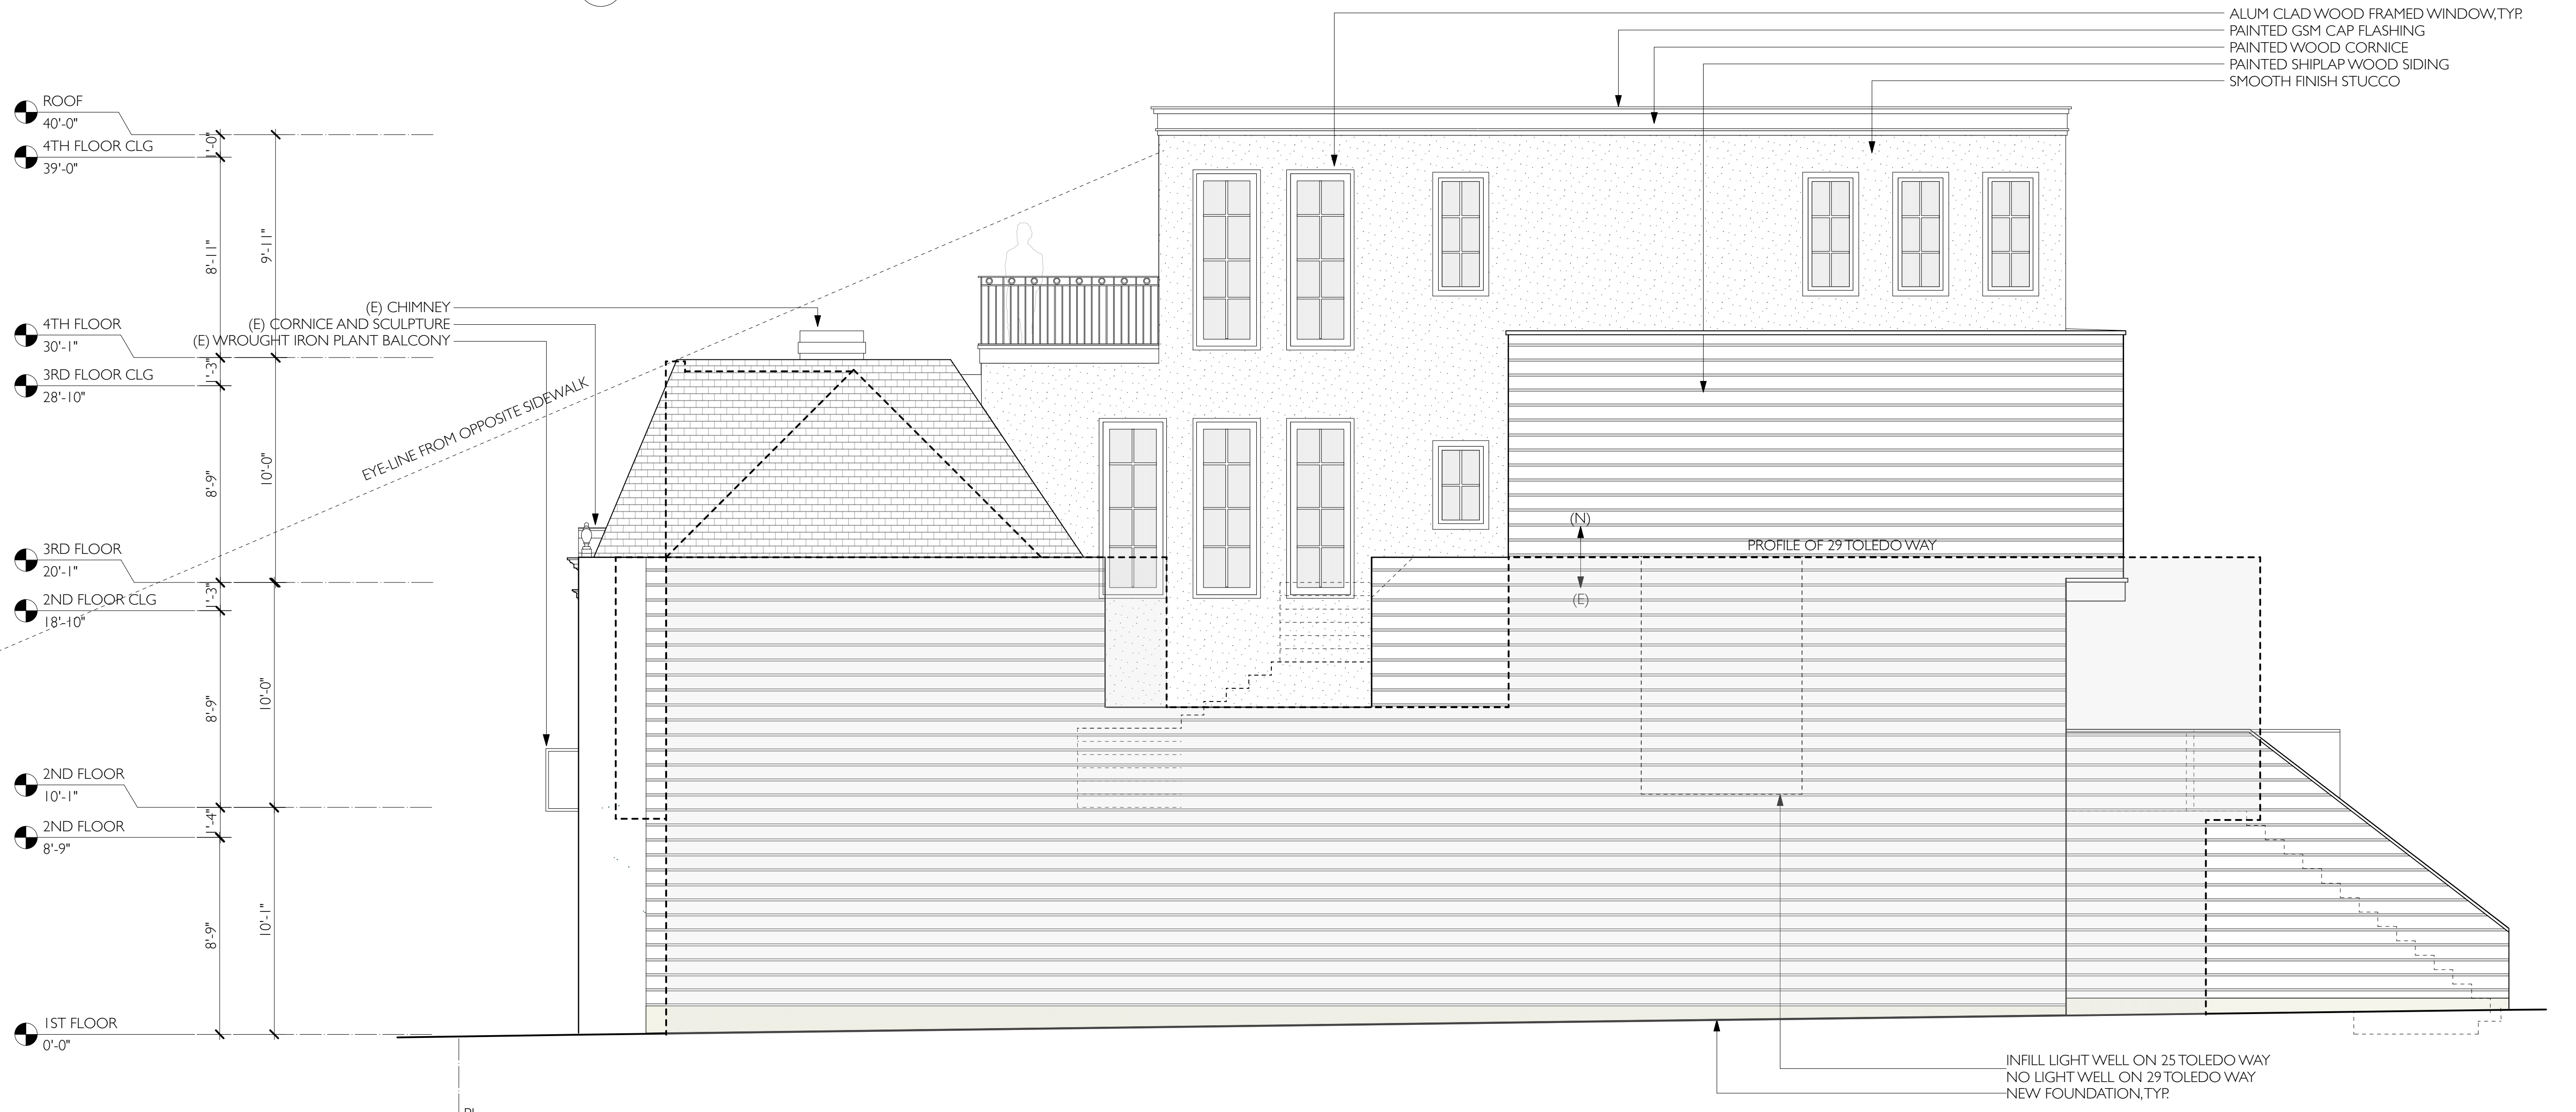 ALUM CLAD WOOD FRAMED WINDOW, TYP.
PAINTED GSM CAP FLASHING
PAINTED WOOD CORNICE
PAINTED SHIPLAP WOOD SIDING
SMOOTH FINISH STUCCO
ROOF
40'-0"
4TH FLOOR CLG
39'-0"
1'-0"
8'-11"
9'-11"
(E) CHIMNEY
(E) CORNICE AND SCULPTURE
(E) WROUGHT IRON PLANT BALCONY
4TH FLOOR
30'-1"
1'-3"
3RD FLOOR CLG
28'-10"
EYE-LINE FROM OPPOSITE SIDEWALK
8'-9"
10'-0"
(N)
PROFILE OF 29 TOLEDO WAY
(E)
3RD FLOOR
20'-1"
1'-3"
2ND FLOOR CLG
18'-10"
8'-9"
10'-0"
2ND FLOOR
10'-1"
1'-4"
2ND FLOOR
8'-9"
8'-9"
10'-1"
1ST FLOOR
0'-0"
INFILL LIGHT WELL ON 25 TOLEDO WAY
NO LIGHT WELL ON 29 TOLEDO WAY
NEW FOUNDATION, TYP.